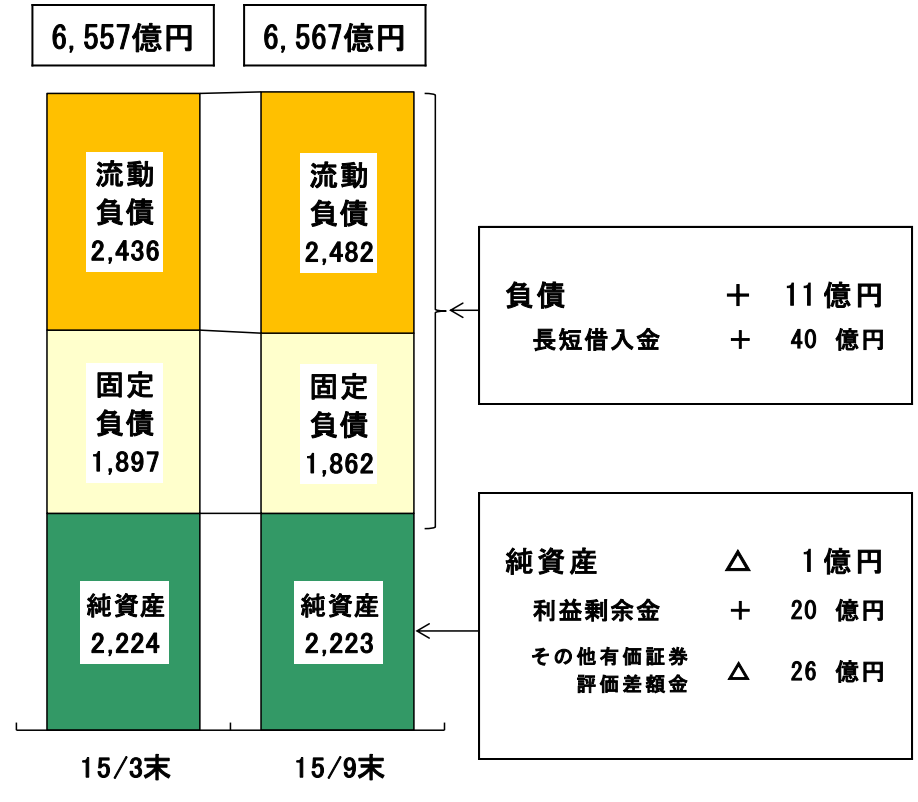 6,557億円 6,567億円
流動
負債
2,436
流動
負債
2,482
固定
負債
1,897
固定
負債
1,862
純資産
2,224
純資産
2,223
15/3末 15/9末
負債 + 11億円
長短借入金 + 40 億円
純資産 △ 1億円
利益剰余金 + 20 億円
その他有価証券
評価差額金 △ 26 億円